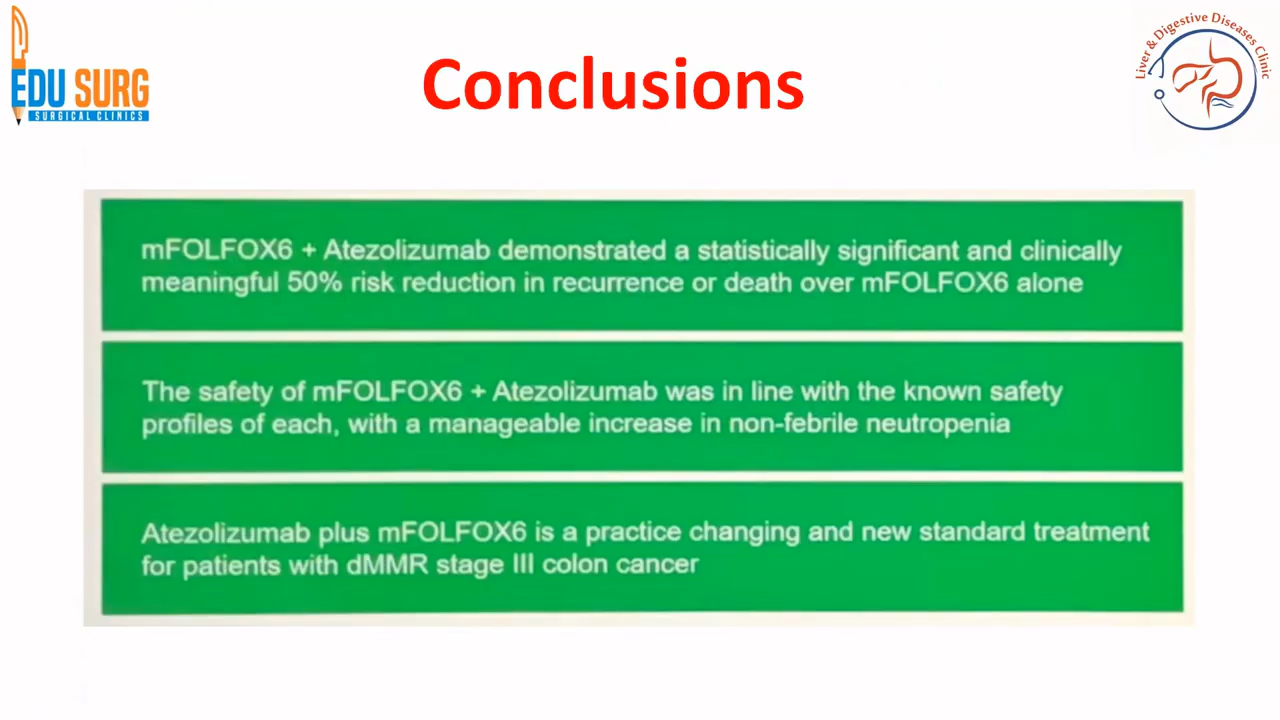 EDU SURG
SURGICAL CLINICS
Conclusions
Liver & Digestive Diseases Clinic
mFOLFOX6 + Atezolizumab demonstrated a statistically significant and clinically
meaningful 50% risk reduction in recurrence or death over mFOLFOX6 alone
The safety of mFOLFOX6 + Atezolizumab was in line with the known safety
profiles of each, with a manageable increase in non-febrile neutropenia
Atezolizumab plus mFOLFOX6 is a practice changing and new standard treatment
for patients with dMMR stage III colon cancer